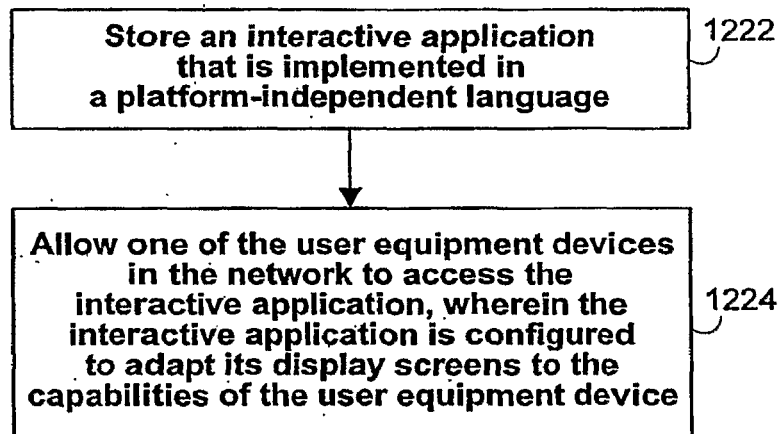 Store an interactive application
that is implemented in
a platform-independent language
1222
Allow one of the user equipment devices
in the network to access the
interactive application, wherein the
interactive application is configured
to adapt its display screens to the
capabilities of the user equipment device
1224